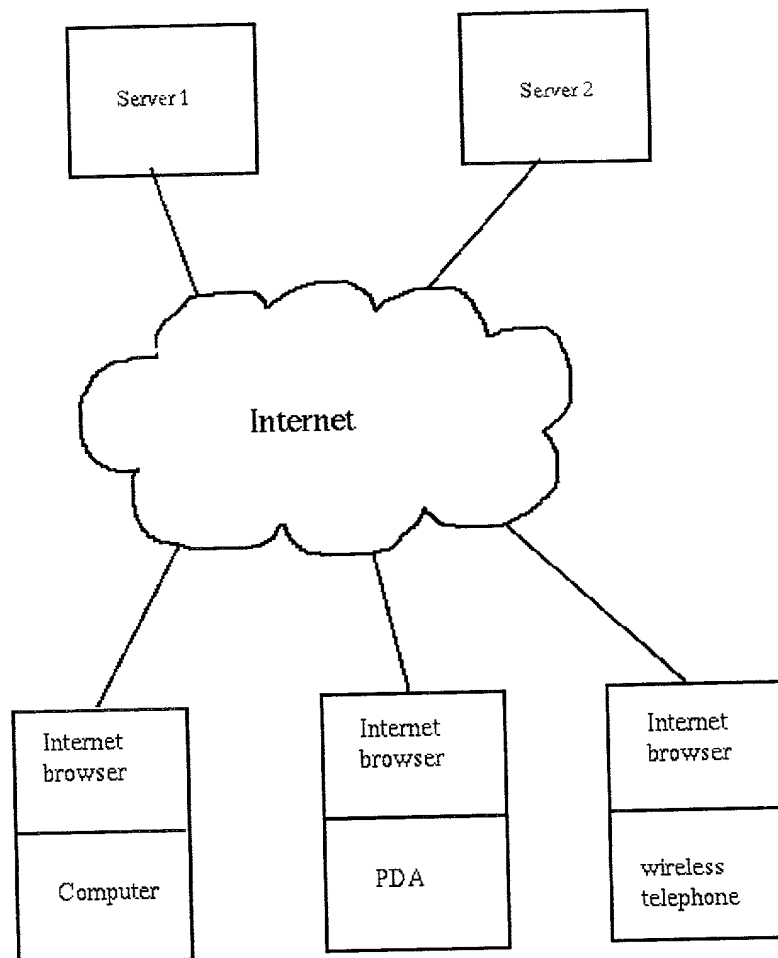 Server 1
Server 2
Internet
Internet
browser
Internet
browser
Internet
browser
Computer
PDA
wireless
telephone